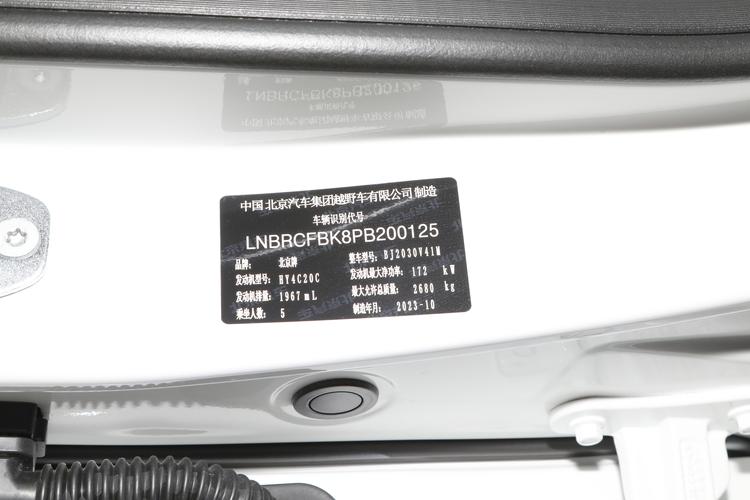 中国 北京汽车集团越野车有限公司 制造
车辆识别代号
LNBRCFBK8PB200125
品牌： 北京牌 整车型号： BJ2030V41M
发动机型号： HY4C20C 发动机最大净功率： 172 kW
发动机排量： 1967 mL 最大允许总质量： 2680 kg
乘坐人数： 5 制造年月： 2023-10